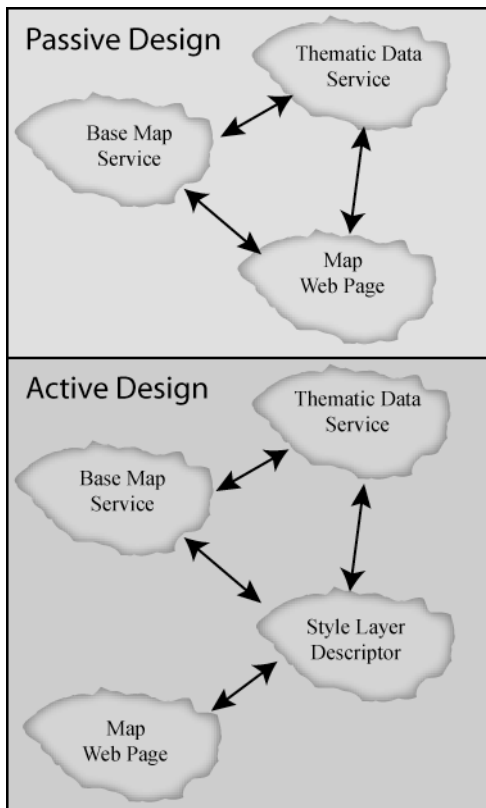 Passive Design
Thematic Data
Service
Base Map
Service
Map
Web Page
Active Design
Thematic Data
Service
Base Map
Service
Style Layer
Descriptor
Map
Web Page